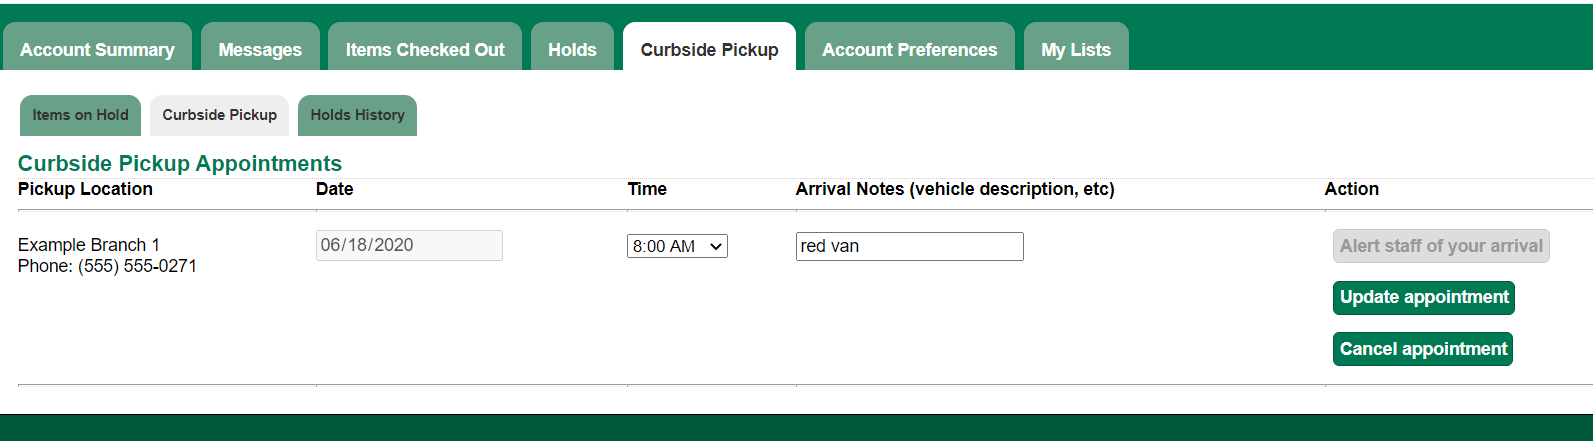 Account Summary Messages Items Checked Out Holds Curbside Pickup Account Preferences My Lists
Items on Hold Curbside Pickup Holds History
Curbside Pickup Appointments
Pickup Location Date Time Arrival Notes (vehicle description, etc) Action
Example Branch 1 06/18/2020 8:00 AM red van Alert staff of your arrival
Phone: (555) 555-0271
Update appointment
Cancel appointment